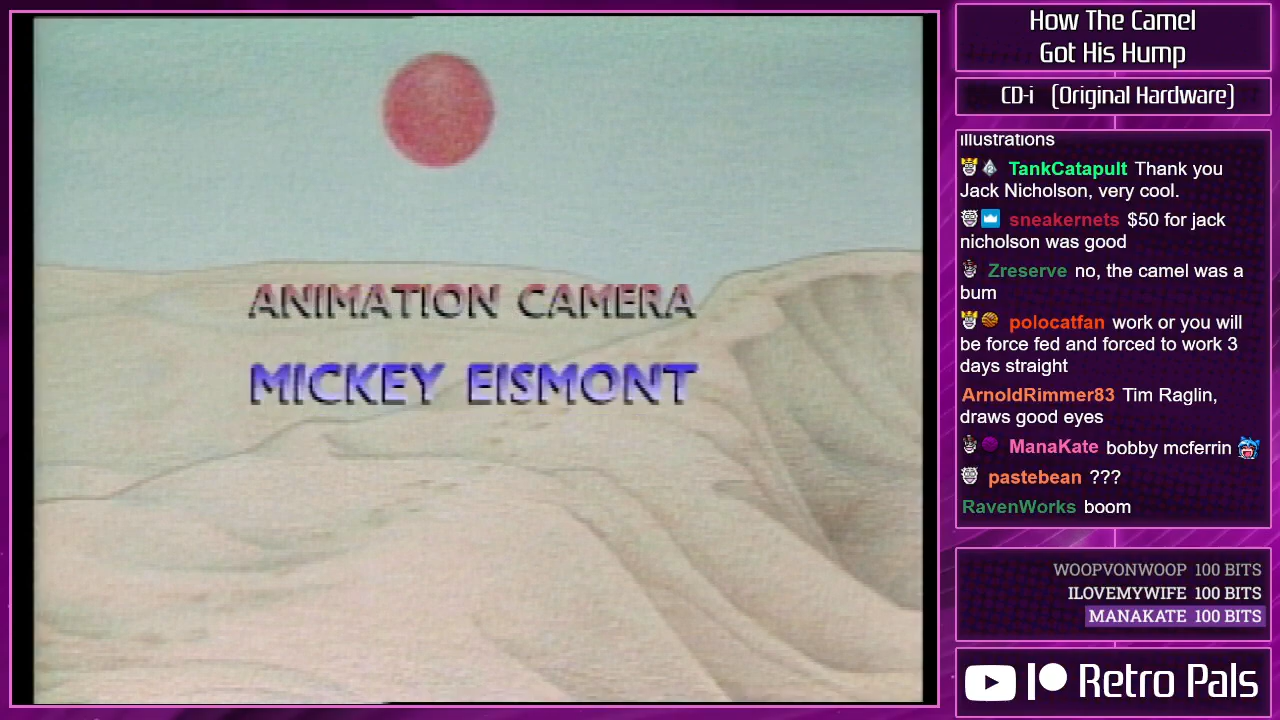 ANIMATION CAMERA
MICKEY EISMONT
How The Camel
Got His Hump
CD-i (Original Hardware)
illustrations
TankCatapult Thank you
Jack Nicholson, very cool.
sneakernets $50 for jack
nicholson was good
Zreserve no, the camel was a
bum
polocatfan work or you will
be force fed and forced to work 3
days straight
ArnoldRimmer83 Tim Raglin,
draws good eyes
ManaKate bobby mcferrin
pastebean ???
RavenWorks boom
WOOPVONWOOP 100 BITS
ILOVEMYWIFE 100 BITS
MANAKATE 100 BITS
Retro Pals